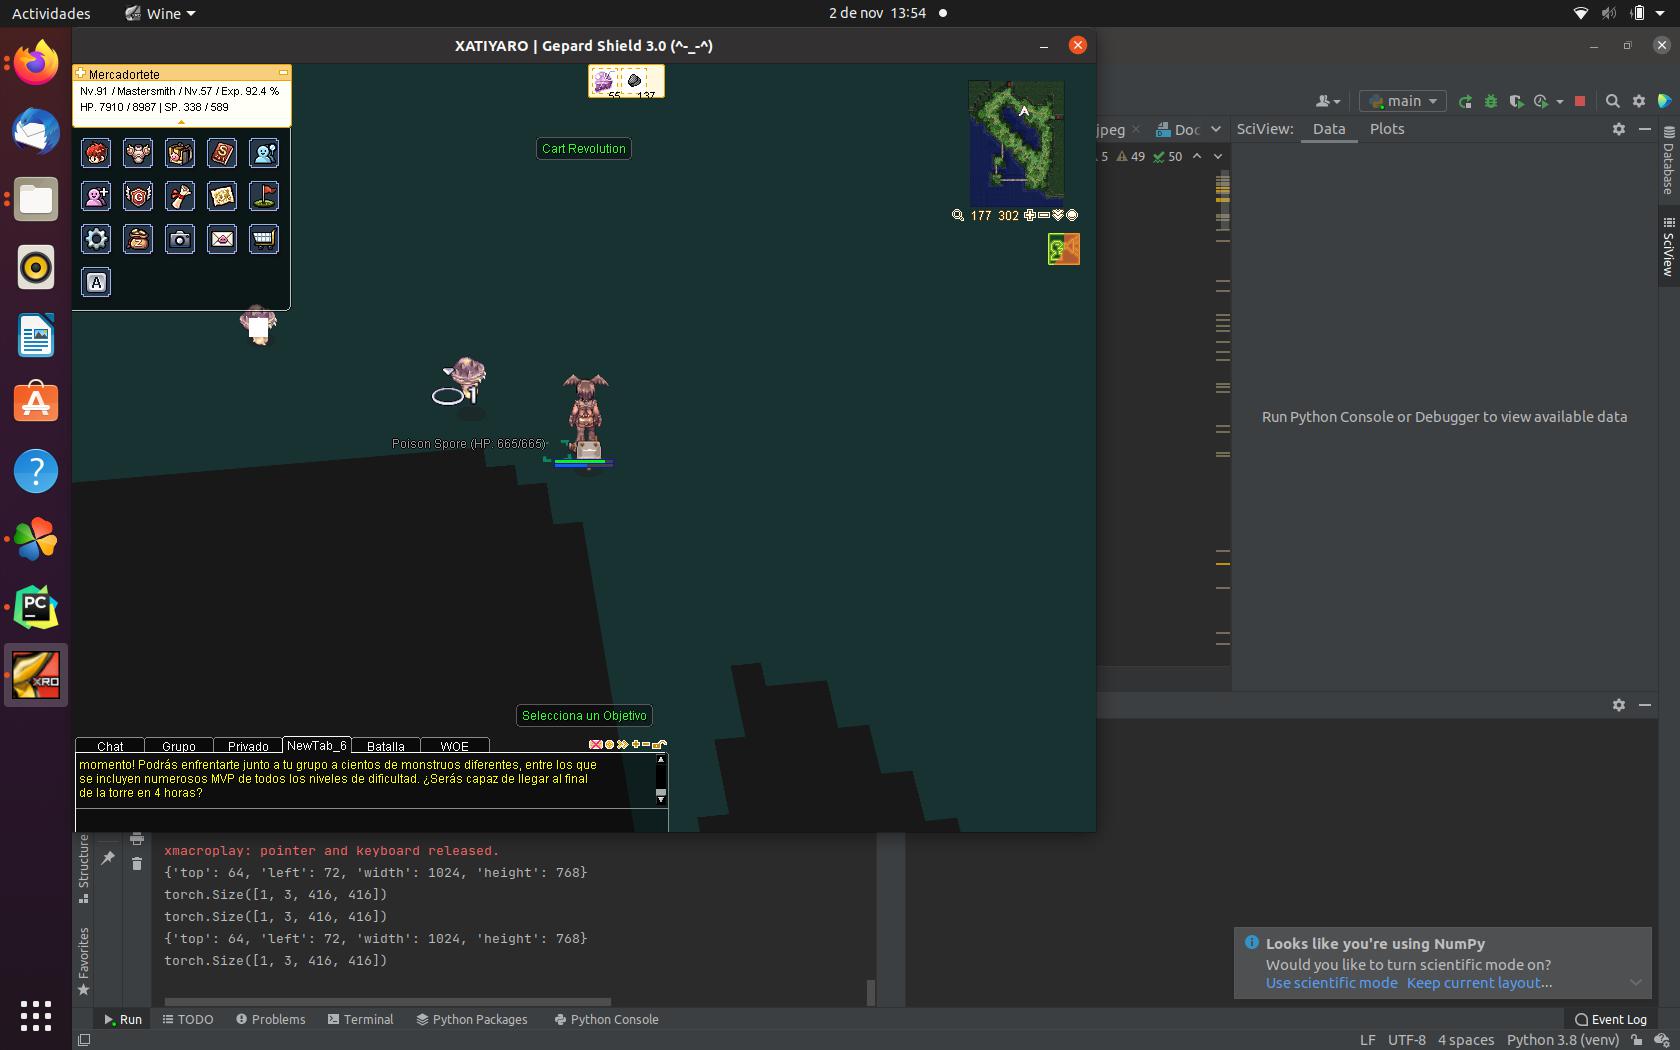 Actividades
Wine
2 de nov 13:54
XATIYARO | Gepard Shield 3.0 (^-_-^)
Mercadortete
Nv.91 / Mastersmith / Nv.57 / Exp. 92.4 %
HP. 7910 / 8987 | SP. 338 / 589
55
137
Cart Revolution
177 302
Poison Spore (HP: 665/665)
Selecciona un Objetivo
Chat
Grupo
Privado
NewTab_6
Batalla
WOE
momento! Podrás enfrentarte junto a tu grupo a cientos de monstruos diferentes, entre los que
se incluyen numerosos MVP de todos los niveles de dificultad. ¿Serás capaz de llegar al final
de la torre en 4 horas?
main
jpeg
Doc
SciView:
Data
Plots
5
49
50
Run Python Console or Debugger to view available data
Database
SciView
PC
XRO
A
Structure
Favorites
xmacroplay: pointer and keyboard released.
{'top': 64, 'left': 72, 'width': 1024, 'height': 768}
torch.Size([1, 3, 416, 416])
torch.Size([1, 3, 416, 416])
{'top': 64, 'left': 72, 'width': 1024, 'height': 768}
torch.Size([1, 3, 416, 416])
Looks like you're using NumPy
Would you like to turn scientific mode on?
Use scientific mode Keep current layout...
Run
TODO
Problems
Terminal
Python Packages
Python Console
Event Log
LF UTF-8 4 spaces Python 3.8 (venv)